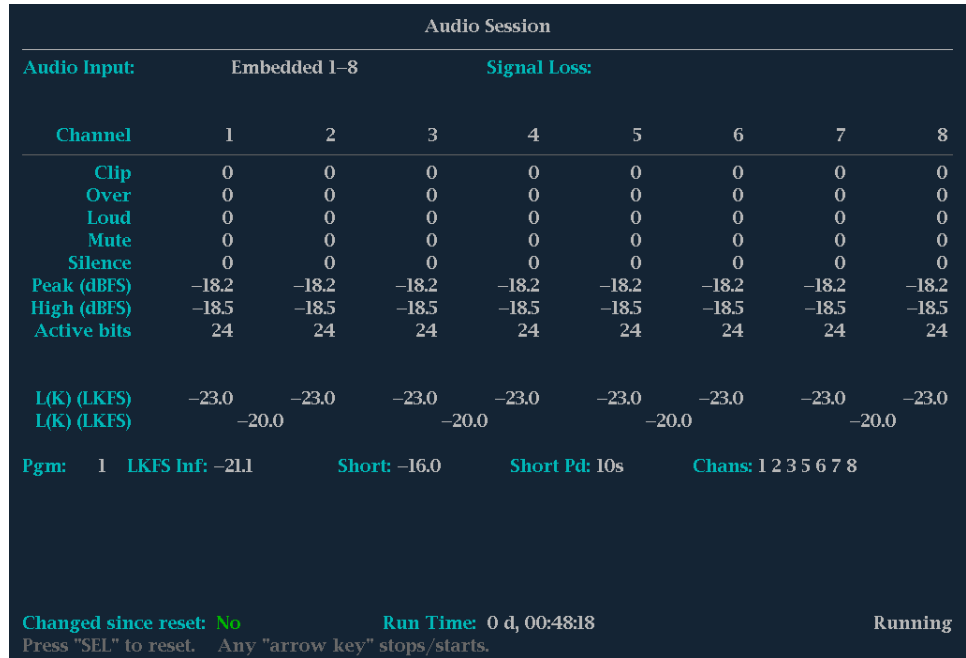 Audio Session
Audio Input: Embedded 1–8 Signal Loss:
Channel 1 2 3 4 5 6 7 8
Clip 0 0 0 0 0 0 0 0
Over 0 0 0 0 0 0 0 0
Loud 0 0 0 0 0 0 0 0
Mute 0 0 0 0 0 0 0 0
Silence 0 0 0 0 0 0 0 0
Peak (dBFS) –18.2 –18.2 –18.2 –18.2 –18.2 –18.2 –18.2 –18.2
High (dBFS) –18.5 –18.5 –18.5 –18.5 –18.5 –18.5 –18.5 –18.5
Active bits 24 24 24 24 24 24 24 24
L(K) (LKFS) –23.0 –23.0 –23.0 –23.0 –23.0 –23.0 –23.0 –23.0
L(K) (LKFS) –20.0 –20.0 –20.0 –20.0
Pgm: 1 LKFS Inf: –21.1 Short: –16.0 Short Pd: 10s Chans: 1 2 3 5 6 7 8
Changed since reset: No Run Time: 0 d, 00:48:18 Running
Press "SEL" to reset. Any "arrow key" stops/starts.